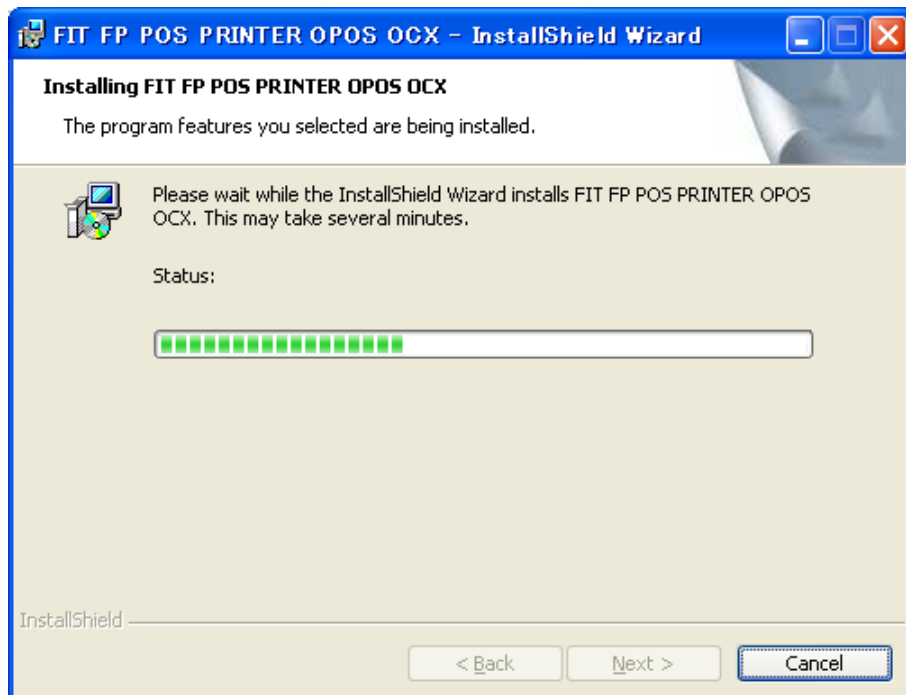 FIT FP POS PRINTER OPOS OCX - InstallShield Wizard
Installing FIT FP POS PRINTER OPOS OCX
The program features you selected are being installed.
Please wait while the InstallShield Wizard installs FIT FP POS PRINTER OPOS
OCX. This may take several minutes.
Status:
InstallShield
< Back
Next >
Cancel